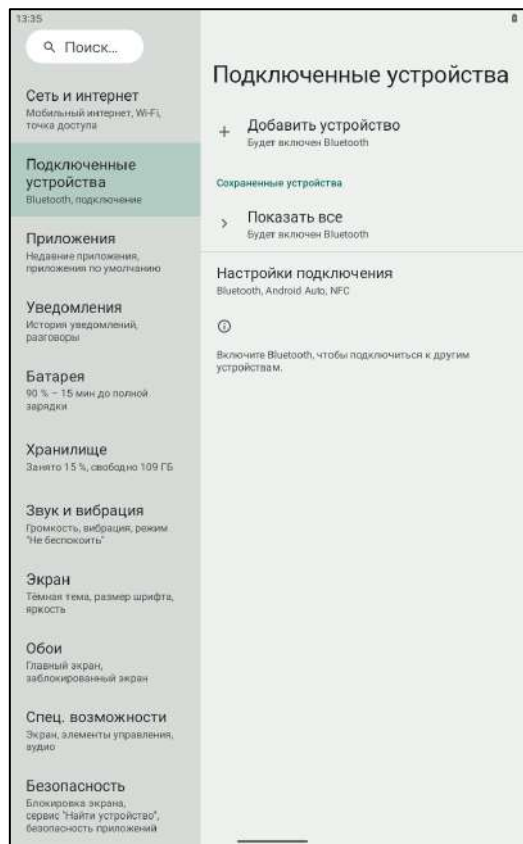 13:35
Поиск...
Сеть и интернет
Мобильный интернет, Wi-Fi,
точка доступа
Подключенные
устройства
Bluetooth, подключение
Приложения
Недавние приложения,
приложения по умолчанию
Уведомления
История уведомлений,
разговоры
Батарея
90 % – 15 мин до полной
зарядки
Хранилище
Занято 15 %, свободно 109 ГБ
Звук и вибрация
Громкость, вибрация, режим
"Не беспокоить"
Экран
Тёмная тема, размер шрифта,
яркость
Обои
Главный экран,
заблокированный экран
Спец. возможности
Экран, элементы управления,
аудио
Безопасность
Блокировка экрана,
сервис "Найти устройство",
безопасность приложений
Подключенные устройства
Добавить устройство
Будет включен Bluetooth
Сохраненные устройства
Показать все
Будет включен Bluetooth
Настройки подключения
Bluetooth, Android Auto, NFC
Включите Bluetooth, чтобы подключиться к другим
устройствам.